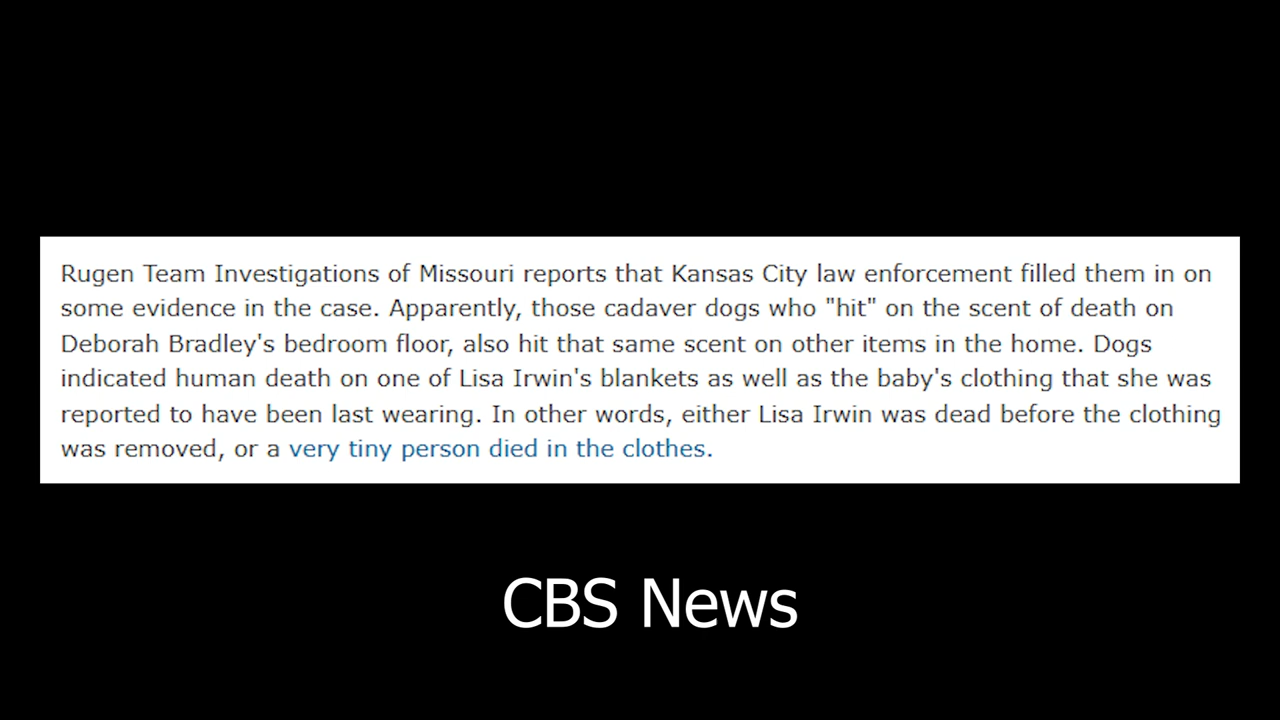 Rugen Team Investigations of Missouri reports that Kansas City law enforcement filled them in on
some evidence in the case. Apparently, those cadaver dogs who "hit" on the scent of death on
Deborah Bradley's bedroom floor, also hit that same scent on other items in the home. Dogs
indicated human death on one of Lisa Irwin's blankets as well as the baby's clothing that she was
reported to have been last wearing. In other words, either Lisa Irwin was dead before the clothing
was removed, or a very tiny person died in the clothes.
CBS News